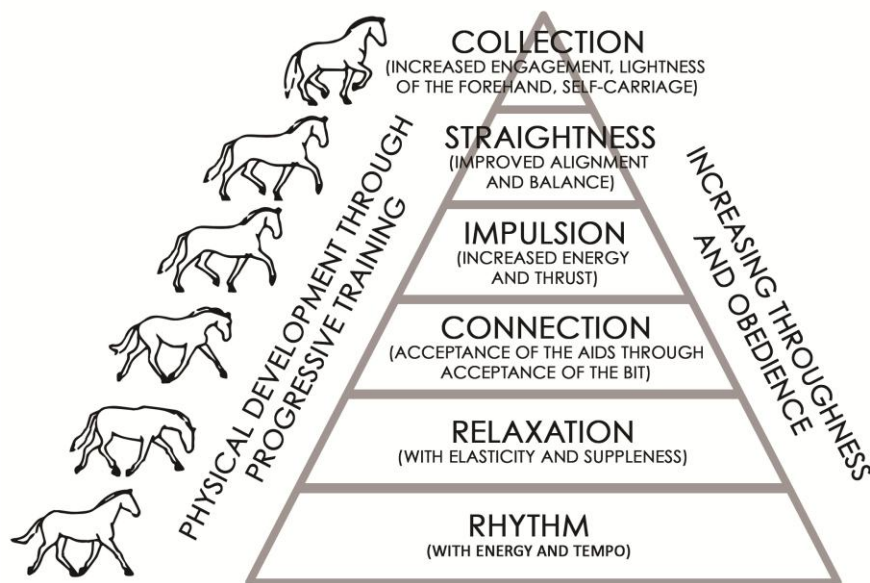 COLLECTION
(INCREASED ENGAGEMENT, LIGHTNESS
OF THE FOREHAND, SELF-CARRIAGE)
STRAIGHTNESS
(IMPROVED ALIGNMENT
AND BALANCE)
IMPULSION
(INCREASED ENERGY
AND THRUST)
CONNECTION
(ACCEPTANCE OF THE AIDS THROUGH
ACCEPTANCE OF THE BIT)
RELAXATION
(WITH ELASTICITY AND SUPPLENESS)
RHYTHM
(WITH ENERGY AND TEMPO)
PHYSICAL DEVELOPMENT THROUGH
PROGRESSIVE TRAINING
INCREASING THROUGHNESS
AND OBEDIENCE